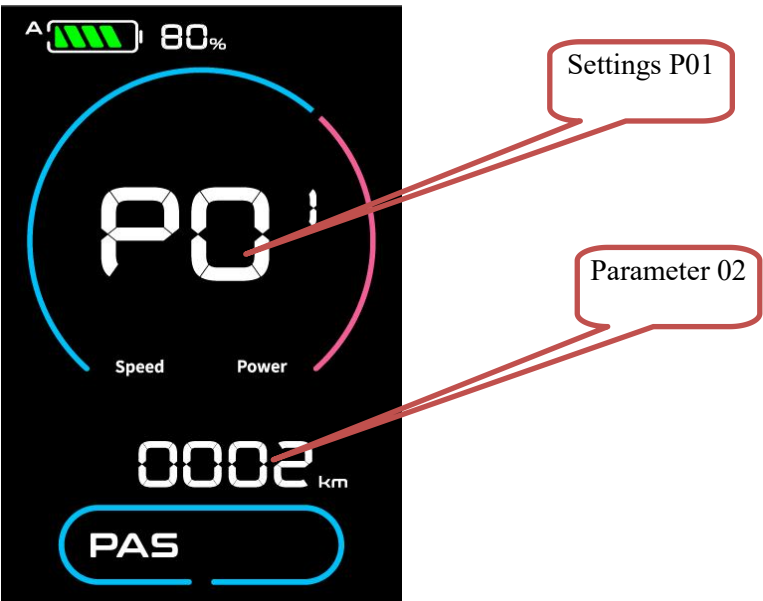 A 80%
Settings P01
P01
Parameter 02
Speed Power
0002 km
PAS